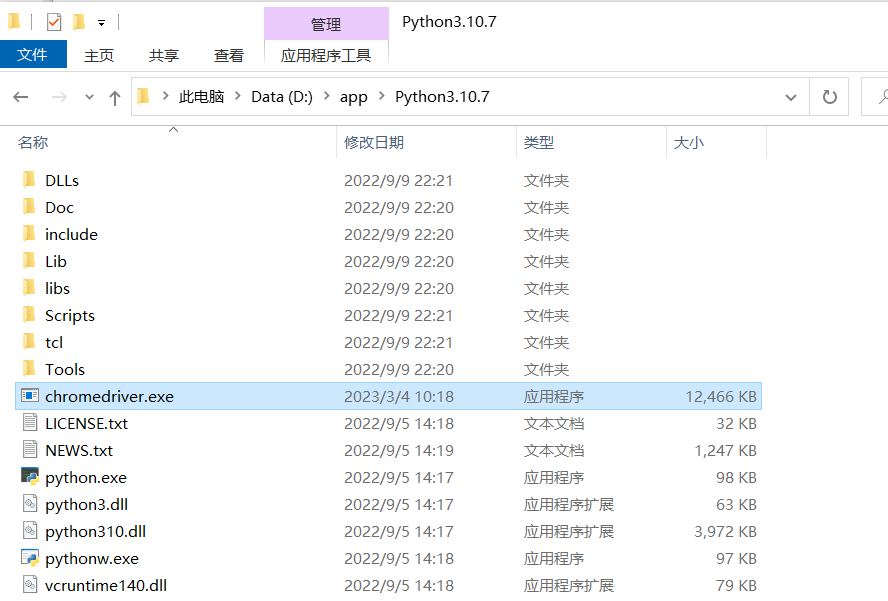 管理 Python3.10.7
文件 主页 共享 查看 应用程序工具
此电脑 > Data (D:) > app > Python3.10.7
名称 修改日期 类型 大小
DLLs 2022/9/9 22:21 文件夹
Doc 2022/9/9 22:20 文件夹
include 2022/9/9 22:20 文件夹
Lib 2022/9/9 22:20 文件夹
libs 2022/9/9 22:20 文件夹
Scripts 2022/9/9 22:21 文件夹
tcl 2022/9/9 22:21 文件夹
Tools 2022/9/9 22:20 文件夹
chromedriver.exe 2023/3/4 10:18 应用程序 12,466 KB
LICENSE.txt 2022/9/5 14:18 文本文档 32 KB
NEWS.txt 2022/9/5 14:19 文本文档 1,247 KB
python.exe 2022/9/5 14:17 应用程序 98 KB
python3.dll 2022/9/5 14:17 应用程序扩展 63 KB
python310.dll 2022/9/5 14:17 应用程序扩展 3,972 KB
pythonw.exe 2022/9/5 14:18 应用程序 97 KB
vcruntime140.dll 2022/9/5 14:18 应用程序扩展 79 KB